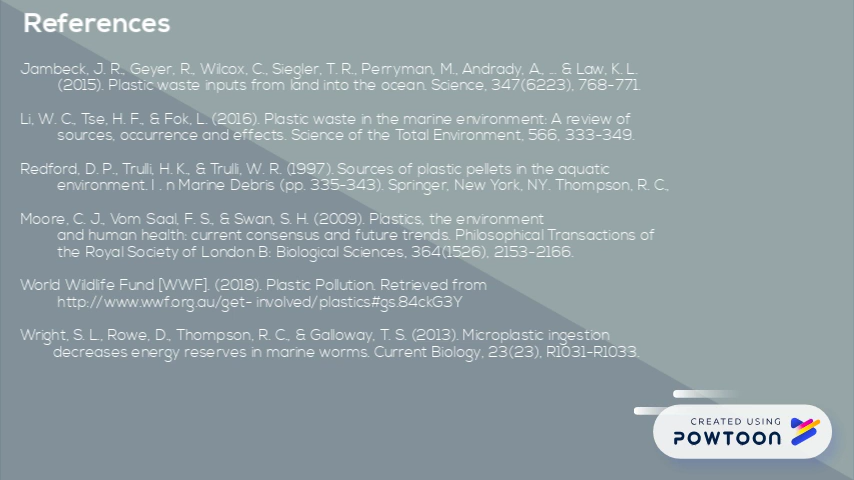 References
Jambeck, J. R., Geyer, R., Wilcox, C., Siegler, T. R., Perryman, M., Andrady, A., ... & Law, K. L.
(2015). Plastic waste inputs from land into the ocean. Science, 347(6223), 768-771.
Li, W. C., Tse, H. F., & Fok, L. (2016). Plastic waste in the marine environment: A review of
sources, occurrence and effects. Science of the Total Environment, 566, 333-349.
Redford, D. P., Trulli, H. K., & Trulli, W. R. (1997). Sources of plastic pellets in the aquatic
environment. I . n Marine Debris (pp. 335-343). Springer, New York, NY. Thompson, R. C.,
Moore, C. J., Vom Saal, F. S., & Swan, S. H. (2009). Plastics, the environment
and human health: current consensus and future trends. Philosophical Transactions of
the Royal Society of London B: Biological Sciences, 364(1526), 2153-2166.
World Wildlife Fund [WWF]. (2018). Plastic Pollution. Retrieved from
http://www.wwf.org.au/get- involved/plastics#gs.84ckG3Y
Wright, S. L., Rowe, D., Thompson, R. C., & Galloway, T. S. (2013). Microplastic ingestion
decreases energy reserves in marine worms. Current Biology, 23(23), R1031-R1033.
CREATED USING
POWTOON